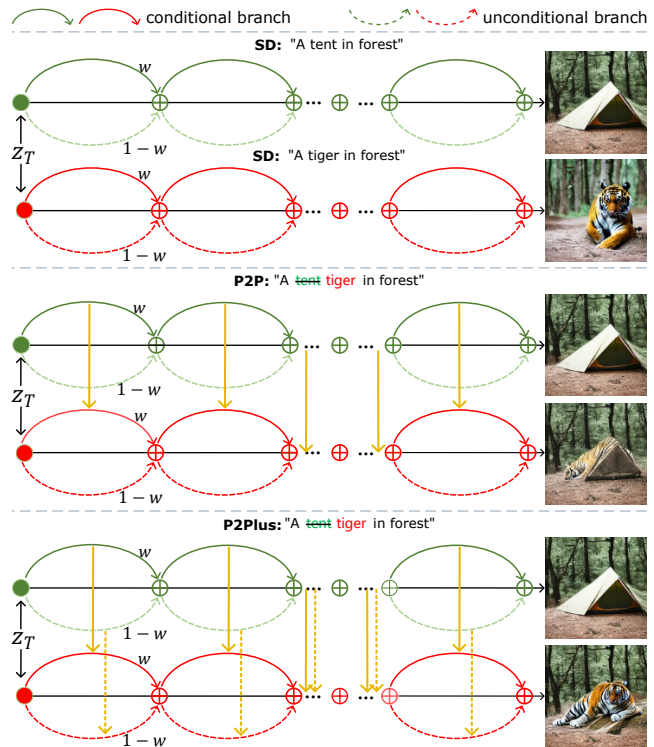 conditional branch
unconditional branch
SD: "A tent in forest"
w
...
...
1 − w
z_T
SD: "A tiger in forest"
w
...
...
1 − w
P2P: "A tent tiger in forest"
w
...
...
1 − w
z_T
w
...
...
1 − w
P2Plus: "A tent tiger in forest"
w
...
...
1 − w
z_T
w
...
...
1 − w